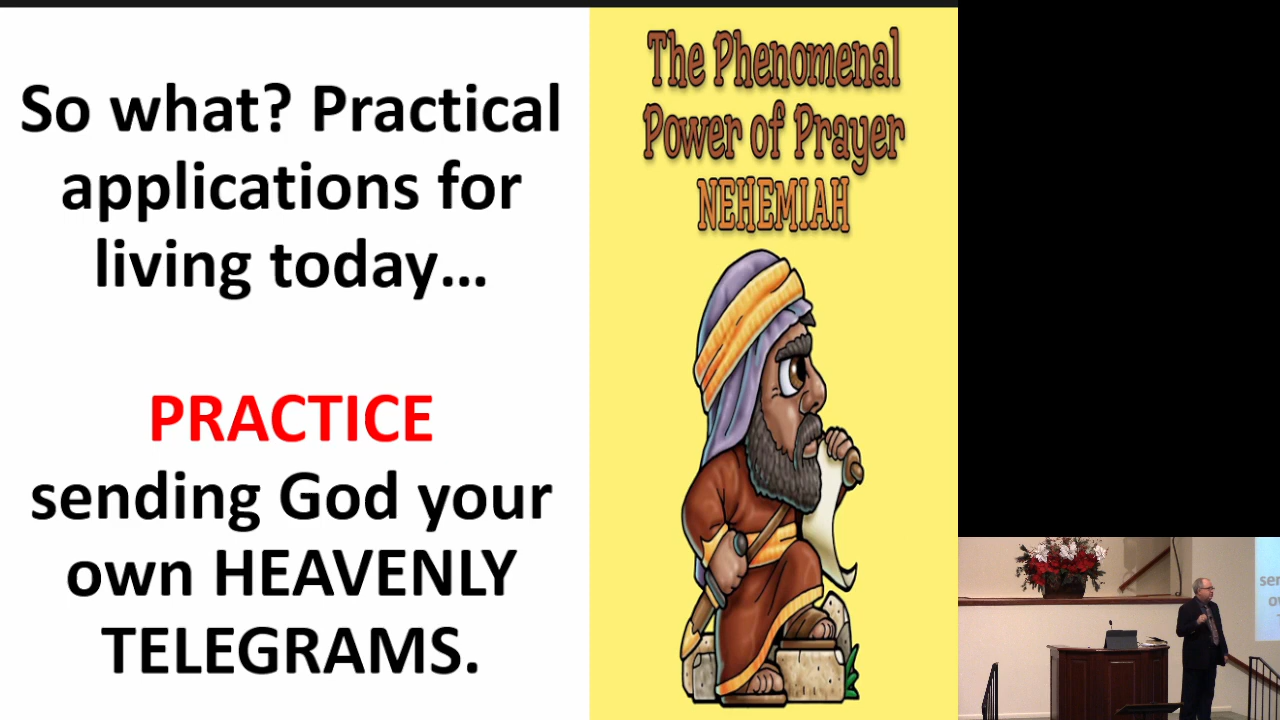 So what? Practical
applications for
living today...
PRACTICE
sending God your
own HEAVENLY
TELEGRAMS.
The Phenomenal
Power of Prayer
NEHEMIAH